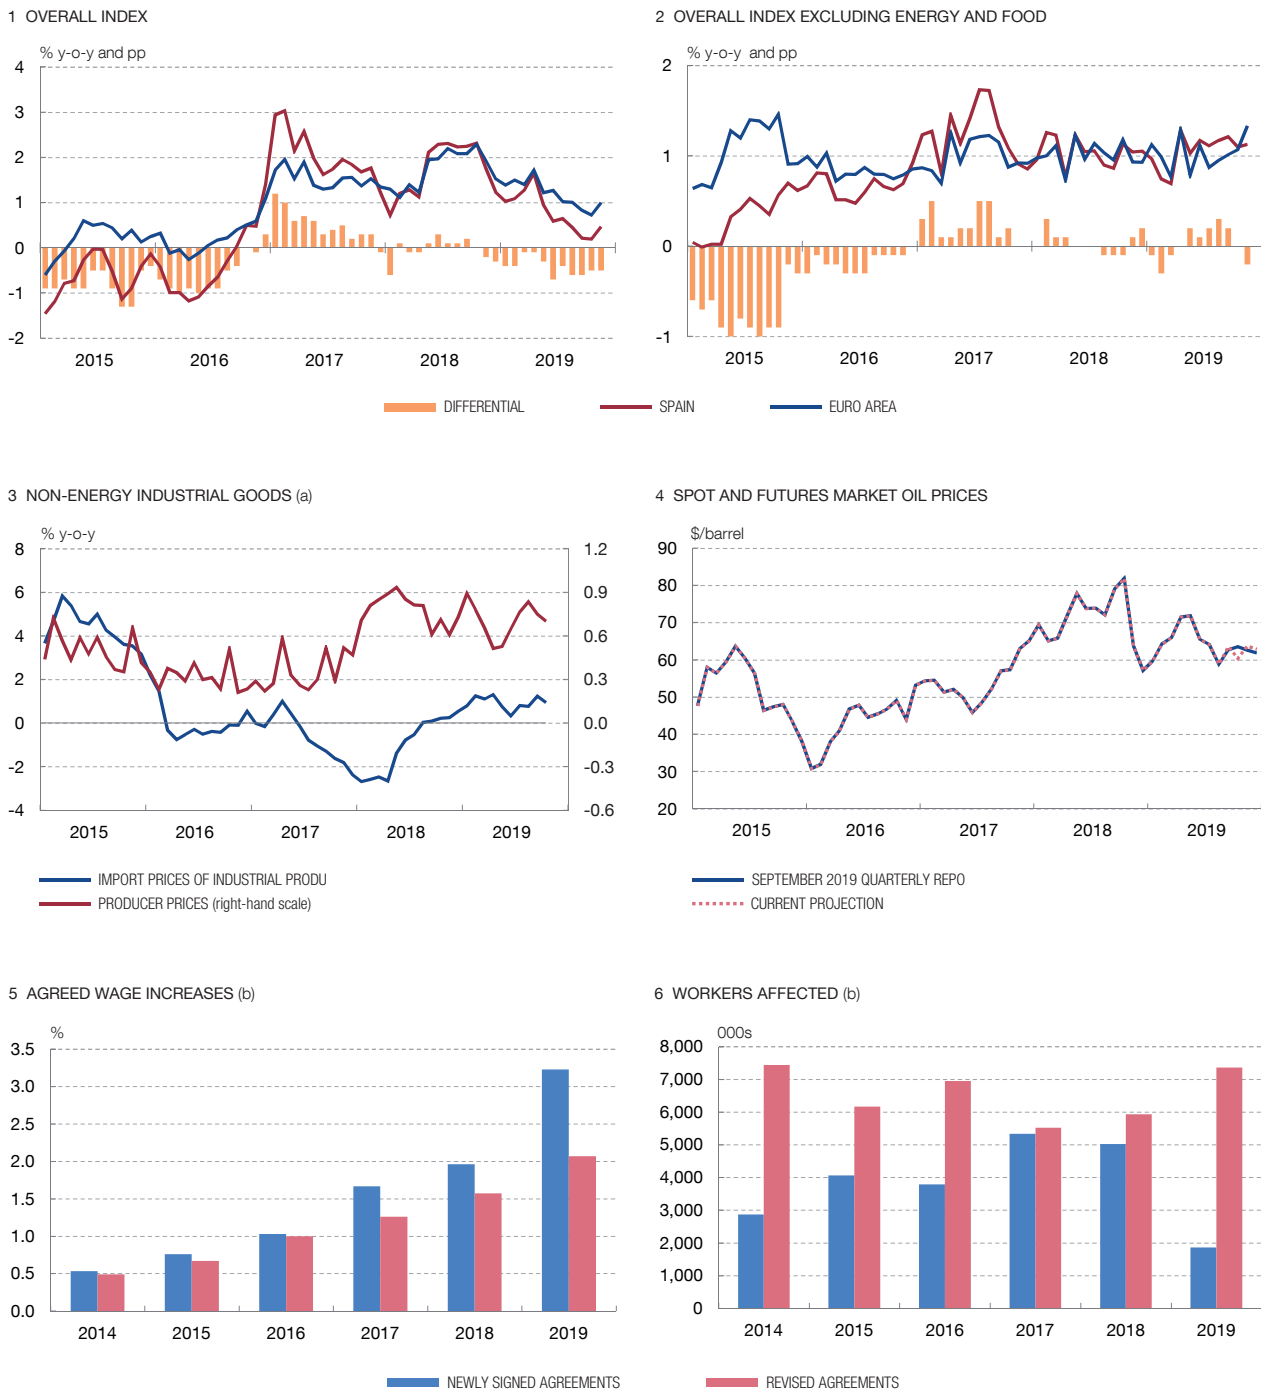 1 OVERALL INDEX
% y-o-y and pp
4
3
2
1
0
-1
-2
2015 2016 2017 2018 2019
2 OVERALL INDEX EXCLUDING ENERGY AND FOOD
% y-o-y and pp
2
1
0
-1
2015 2016 2017 2018 2019
DIFFERENTIAL SPAIN EURO AREA
3 NON-ENERGY INDUSTRIAL GOODS (a)
% y-o-y
8 1.2
6 0.9
4 0.6
2 0.3
0 0.0
-2 -0.3
-4 -0.6
2015 2016 2017 2018 2019
IMPORT PRICES OF INDUSTRIAL PRODU
PRODUCER PRICES (right-hand scale)
4 SPOT AND FUTURES MARKET OIL PRICES
$/barrel
90
80
70
60
50
40
30
20
2015 2016 2017 2018 2019
SEPTEMBER 2019 QUARTERLY REPO
CURRENT PROJECTION
5 AGREED WAGE INCREASES (b)
%
3.5
3.0
2.5
2.0
1.5
1.0
0.5
0.0
2014 2015 2016 2017 2018 2019
6 WORKERS AFFECTED (b)
000s
8,000
7,000
6,000
5,000
4,000
3,000
2,000
1,000
0
2014 2015 2016 2017 2018 2019
NEWLY SIGNED AGREEMENTS REVISED AGREEMENTS